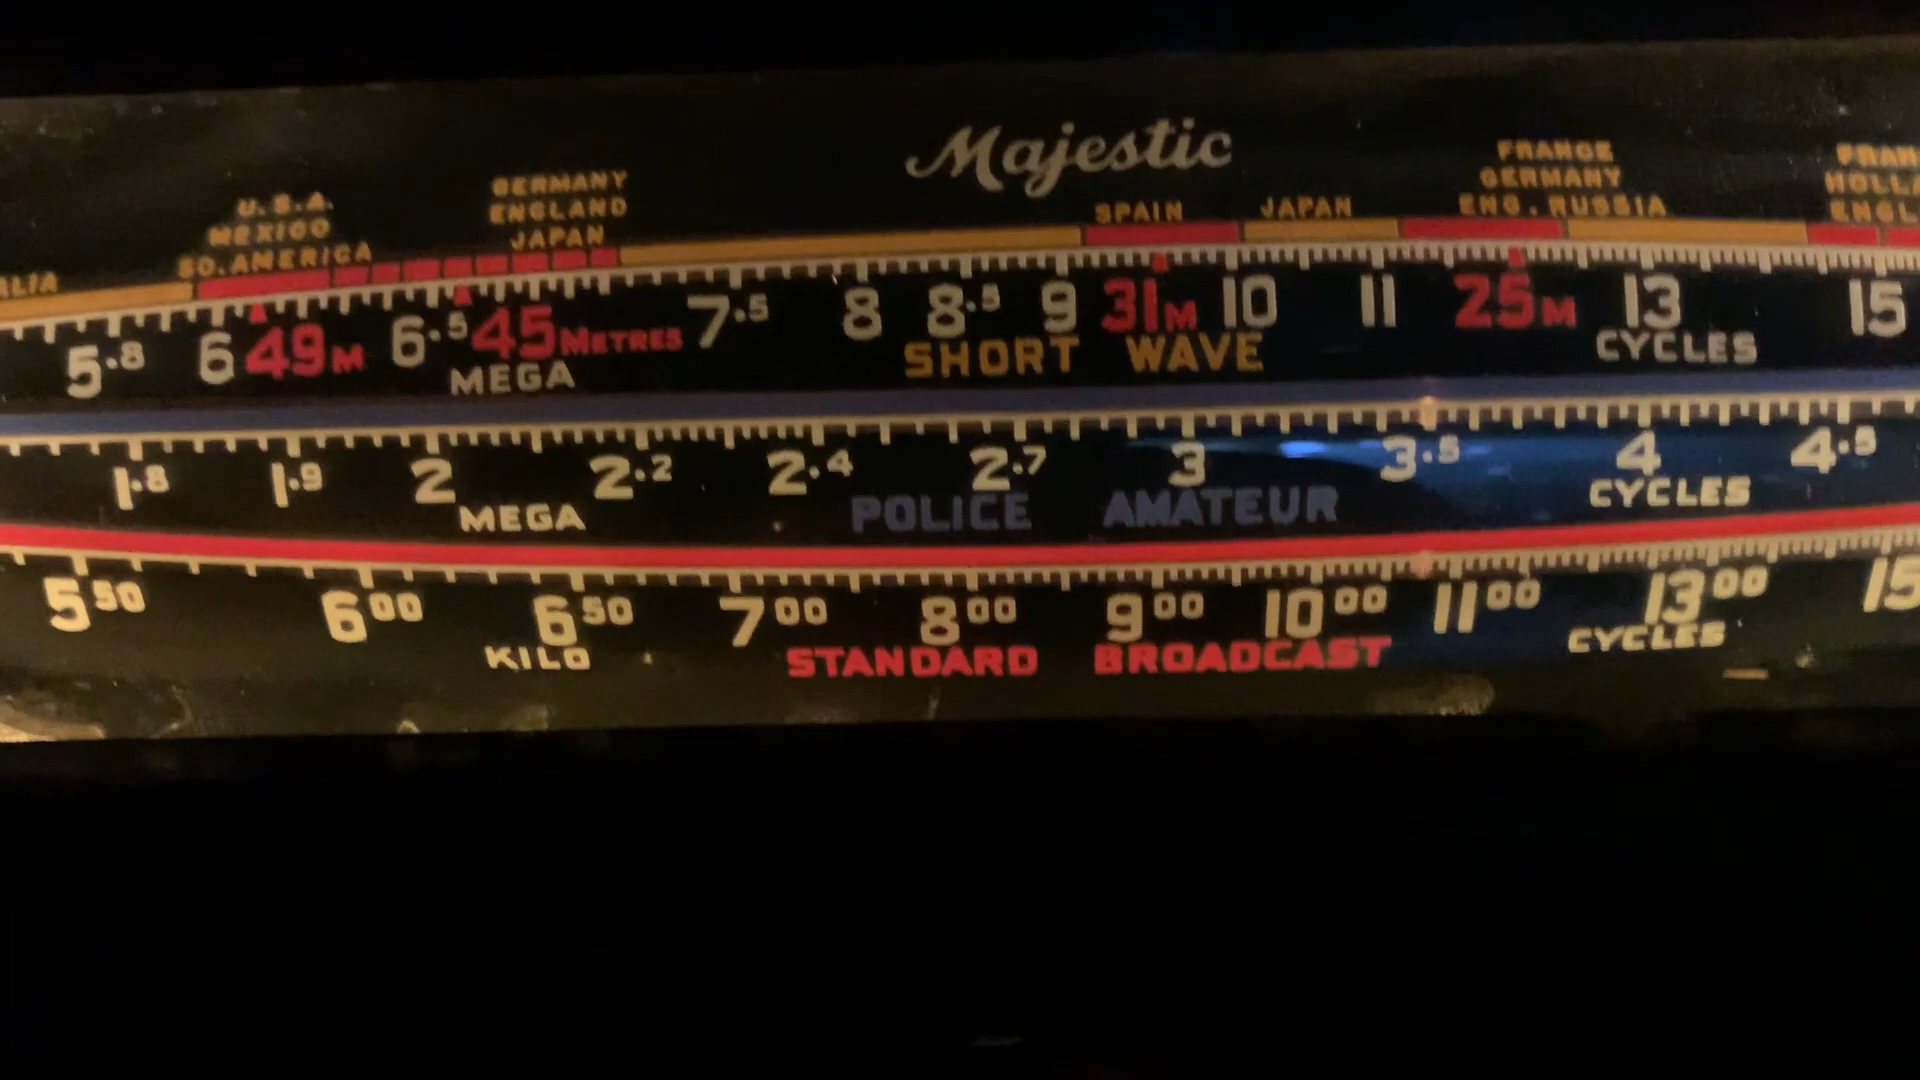 Majestic
U.S.A.
MEXICO
SO.AMERICA
GERMANY
ENGLAND
JAPAN
SPAIN
JAPAN
FRANCE
GERMANY
ENG. RUSSIA
5.8 6 49M 6.5 45 METRES 7.5 8 8.5 9 31M 10 11 25M 13 15
MEGA SHORT WAVE CYCLES
1.8 1.9 2 2.2 2.4 2.7 3 3.5 4 4.5
MEGA POLICE AMATEUR CYCLES
550 600 650 700 800 900 1000 1100 1300 15
KILO STANDARD BROADCAST CYCLES